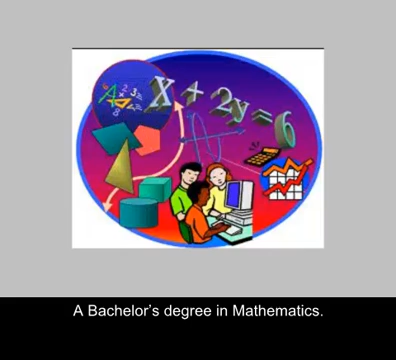 X + 2y = 6
A Bachelor's degree in Mathematics.